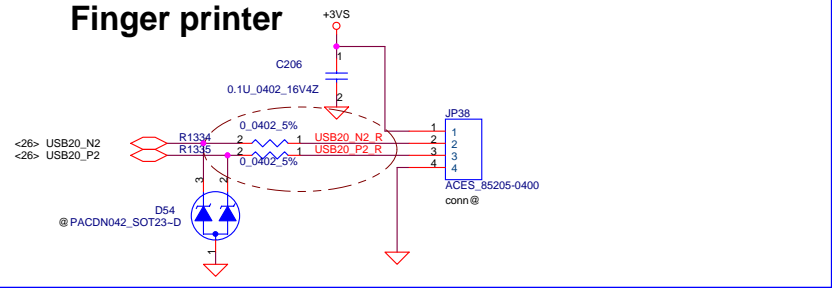 Finger printer
+3VS
1
C206
0.1U_0402_16V4Z
2
JP38
0_0402_5%
<26> USB20_N2
R1334
2
1
USB20_N2_R
<26> USB20_P2
R1335
2
1
USB20_P2_R
0_0402_5%
1
2
3
4
1
2
3
4
ACES_85205-0400
conn@
3
2
D54
@PACDN042_SOT23~D
1